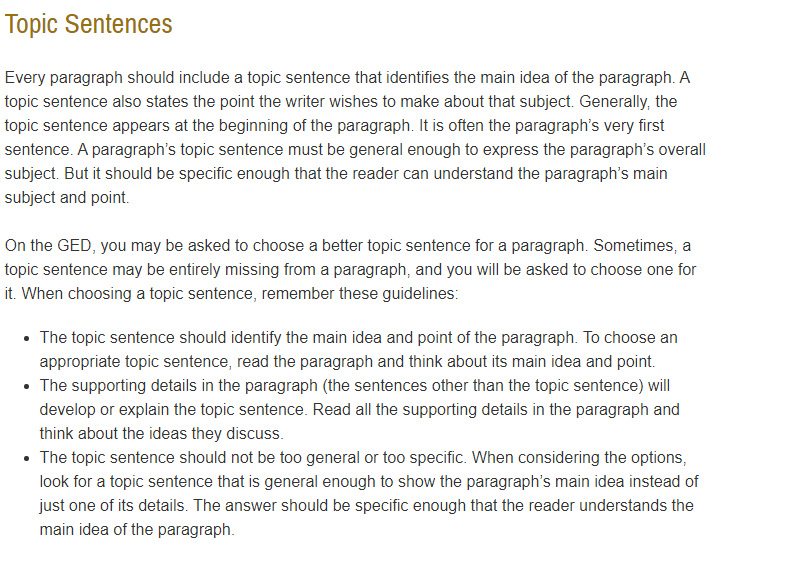 Topic Sentences
Every paragraph should include a topic sentence that identifies the main idea of the paragraph. A
topic sentence also states the point the writer wishes to make about that subject. Generally, the
topic sentence appears at the beginning of the paragraph. It is often the paragraph’s very first
sentence. A paragraph’s topic sentence must be general enough to express the paragraph’s overall
subject. But it should be specific enough that the reader can understand the paragraph’s main
subject and point.
On the GED, you may be asked to choose a better topic sentence for a paragraph. Sometimes, a
topic sentence may be entirely missing from a paragraph, and you will be asked to choose one for
it. When choosing a topic sentence, remember these guidelines:
• The topic sentence should identify the main idea and point of the paragraph. To choose an
appropriate topic sentence, read the paragraph and think about its main idea and point.
• The supporting details in the paragraph (the sentences other than the topic sentence) will
develop or explain the topic sentence. Read all the supporting details in the paragraph and
think about the ideas they discuss.
• The topic sentence should not be too general or too specific. When considering the options,
look for a topic sentence that is general enough to show the paragraph’s main idea instead of
just one of its details. The answer should be specific enough that the reader understands the
main idea of the paragraph.